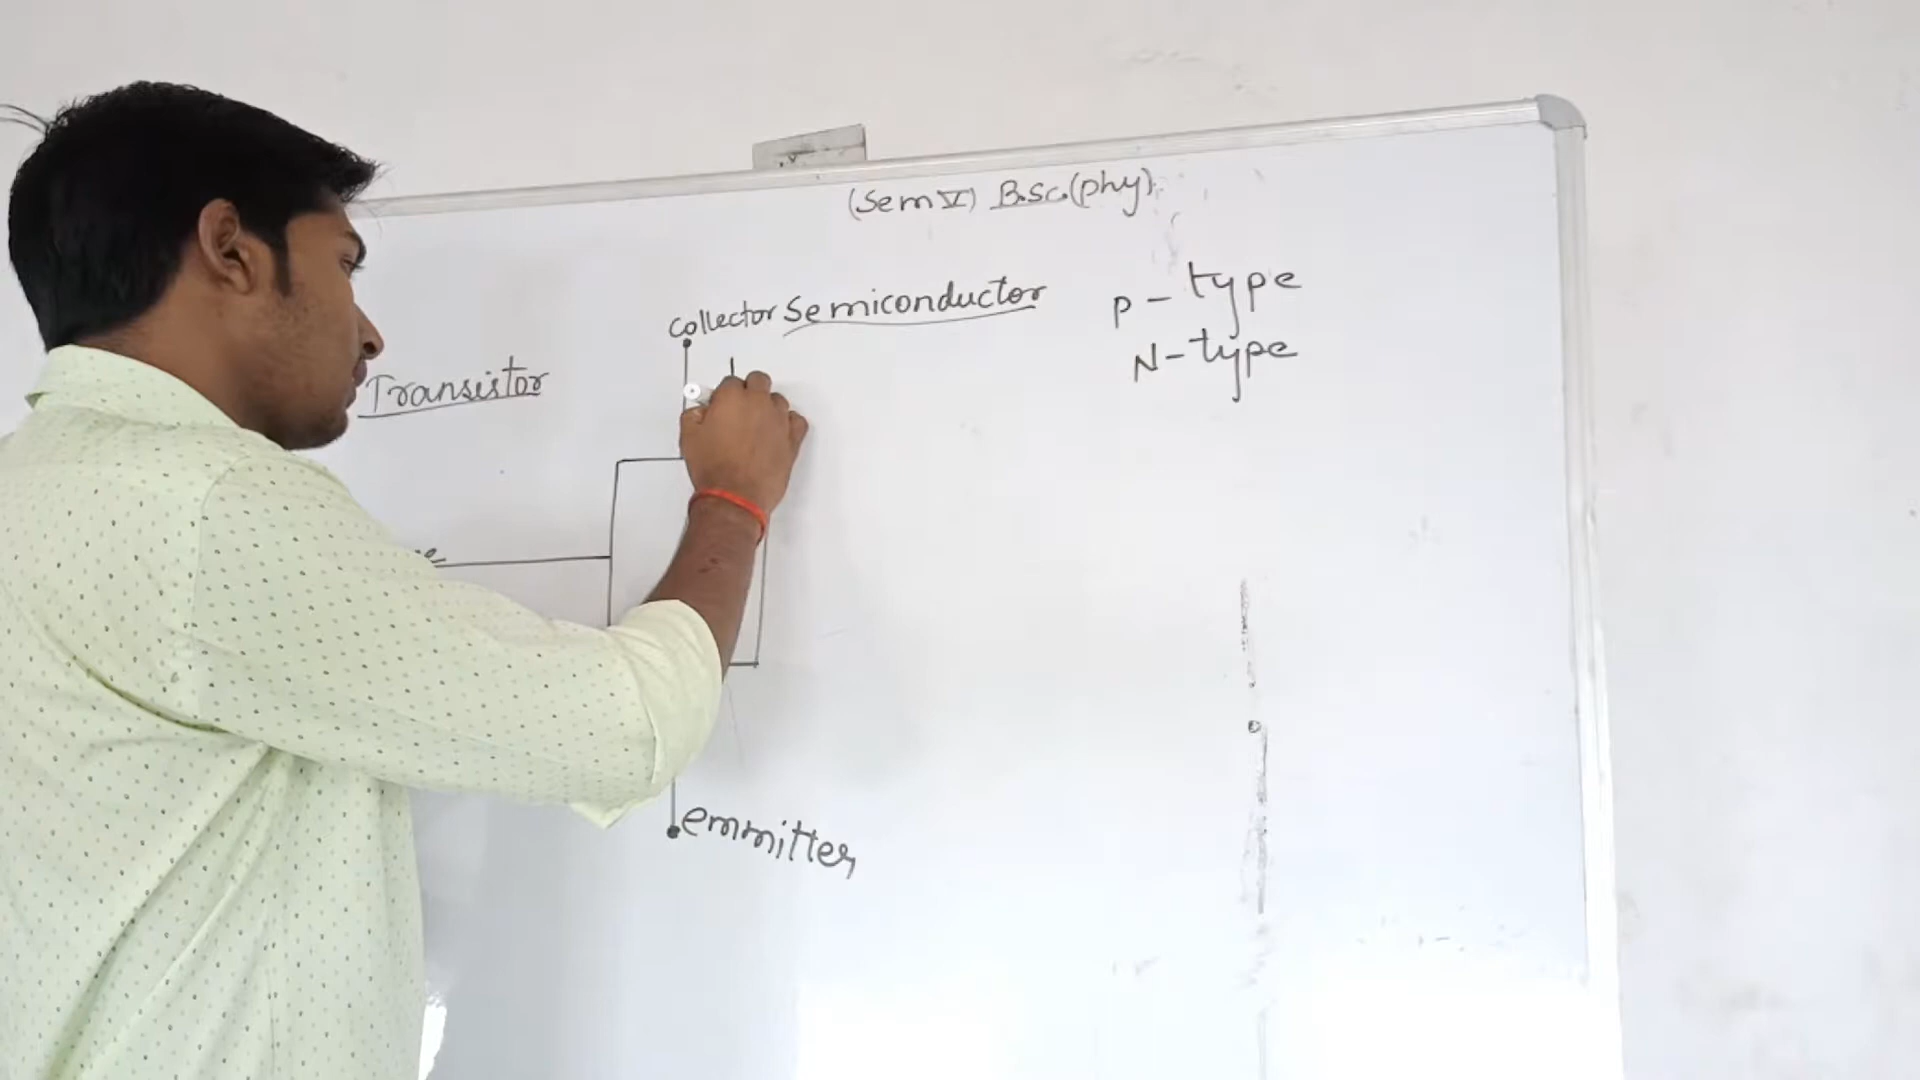 (Sem V) B.Sc.(phy)
Collector Semiconductor
P-type
N-type
Transistor
emmitter